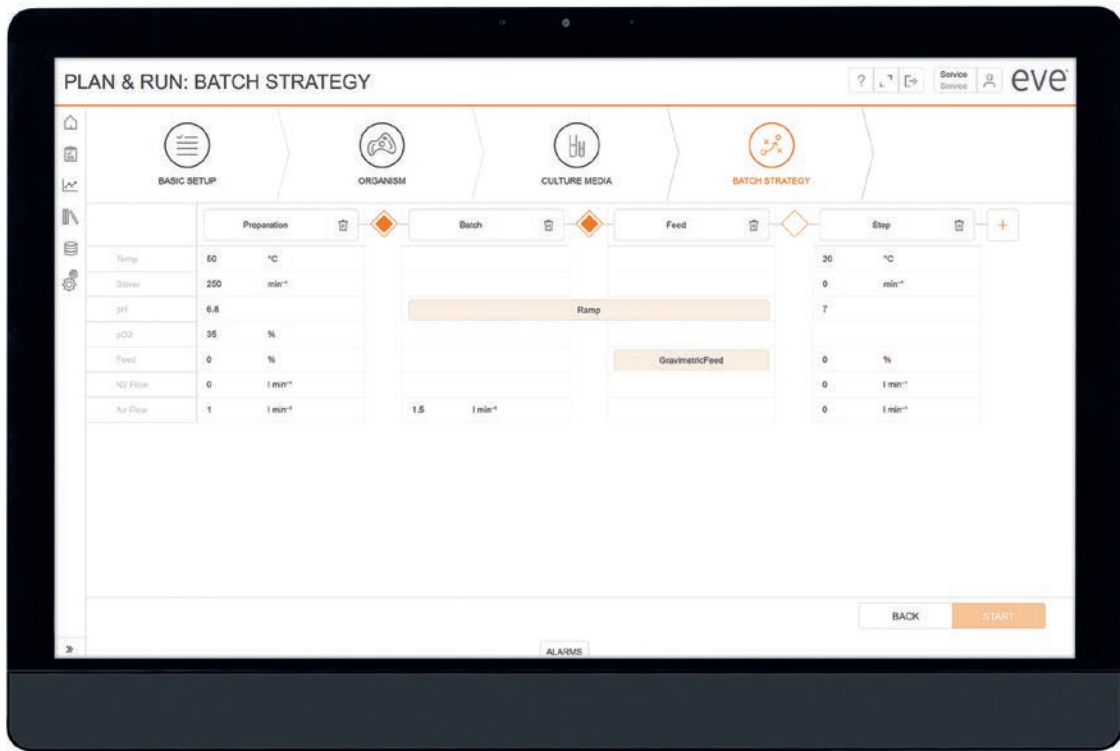 PLAN & RUN: BATCH STRATEGY
? Service Service eve
BASIC SETUP ORGANISM CULTURE MEDIA BATCH STRATEGY
Preparation Batch Feed Stop +
Temp 50 °C 20 °C
Stirrer 250 min⁻¹ 0 min⁻¹
pH 6.8 Ramp 7
pO2 35 %
Feed 0 % GravimetricFeed 0 %
N2 Flow 0 l min⁻¹ 0 l min⁻¹
Air Flow 1 l min⁻¹ 1.5 l min⁻¹ 0 l min⁻¹
BACK START
ALARMS